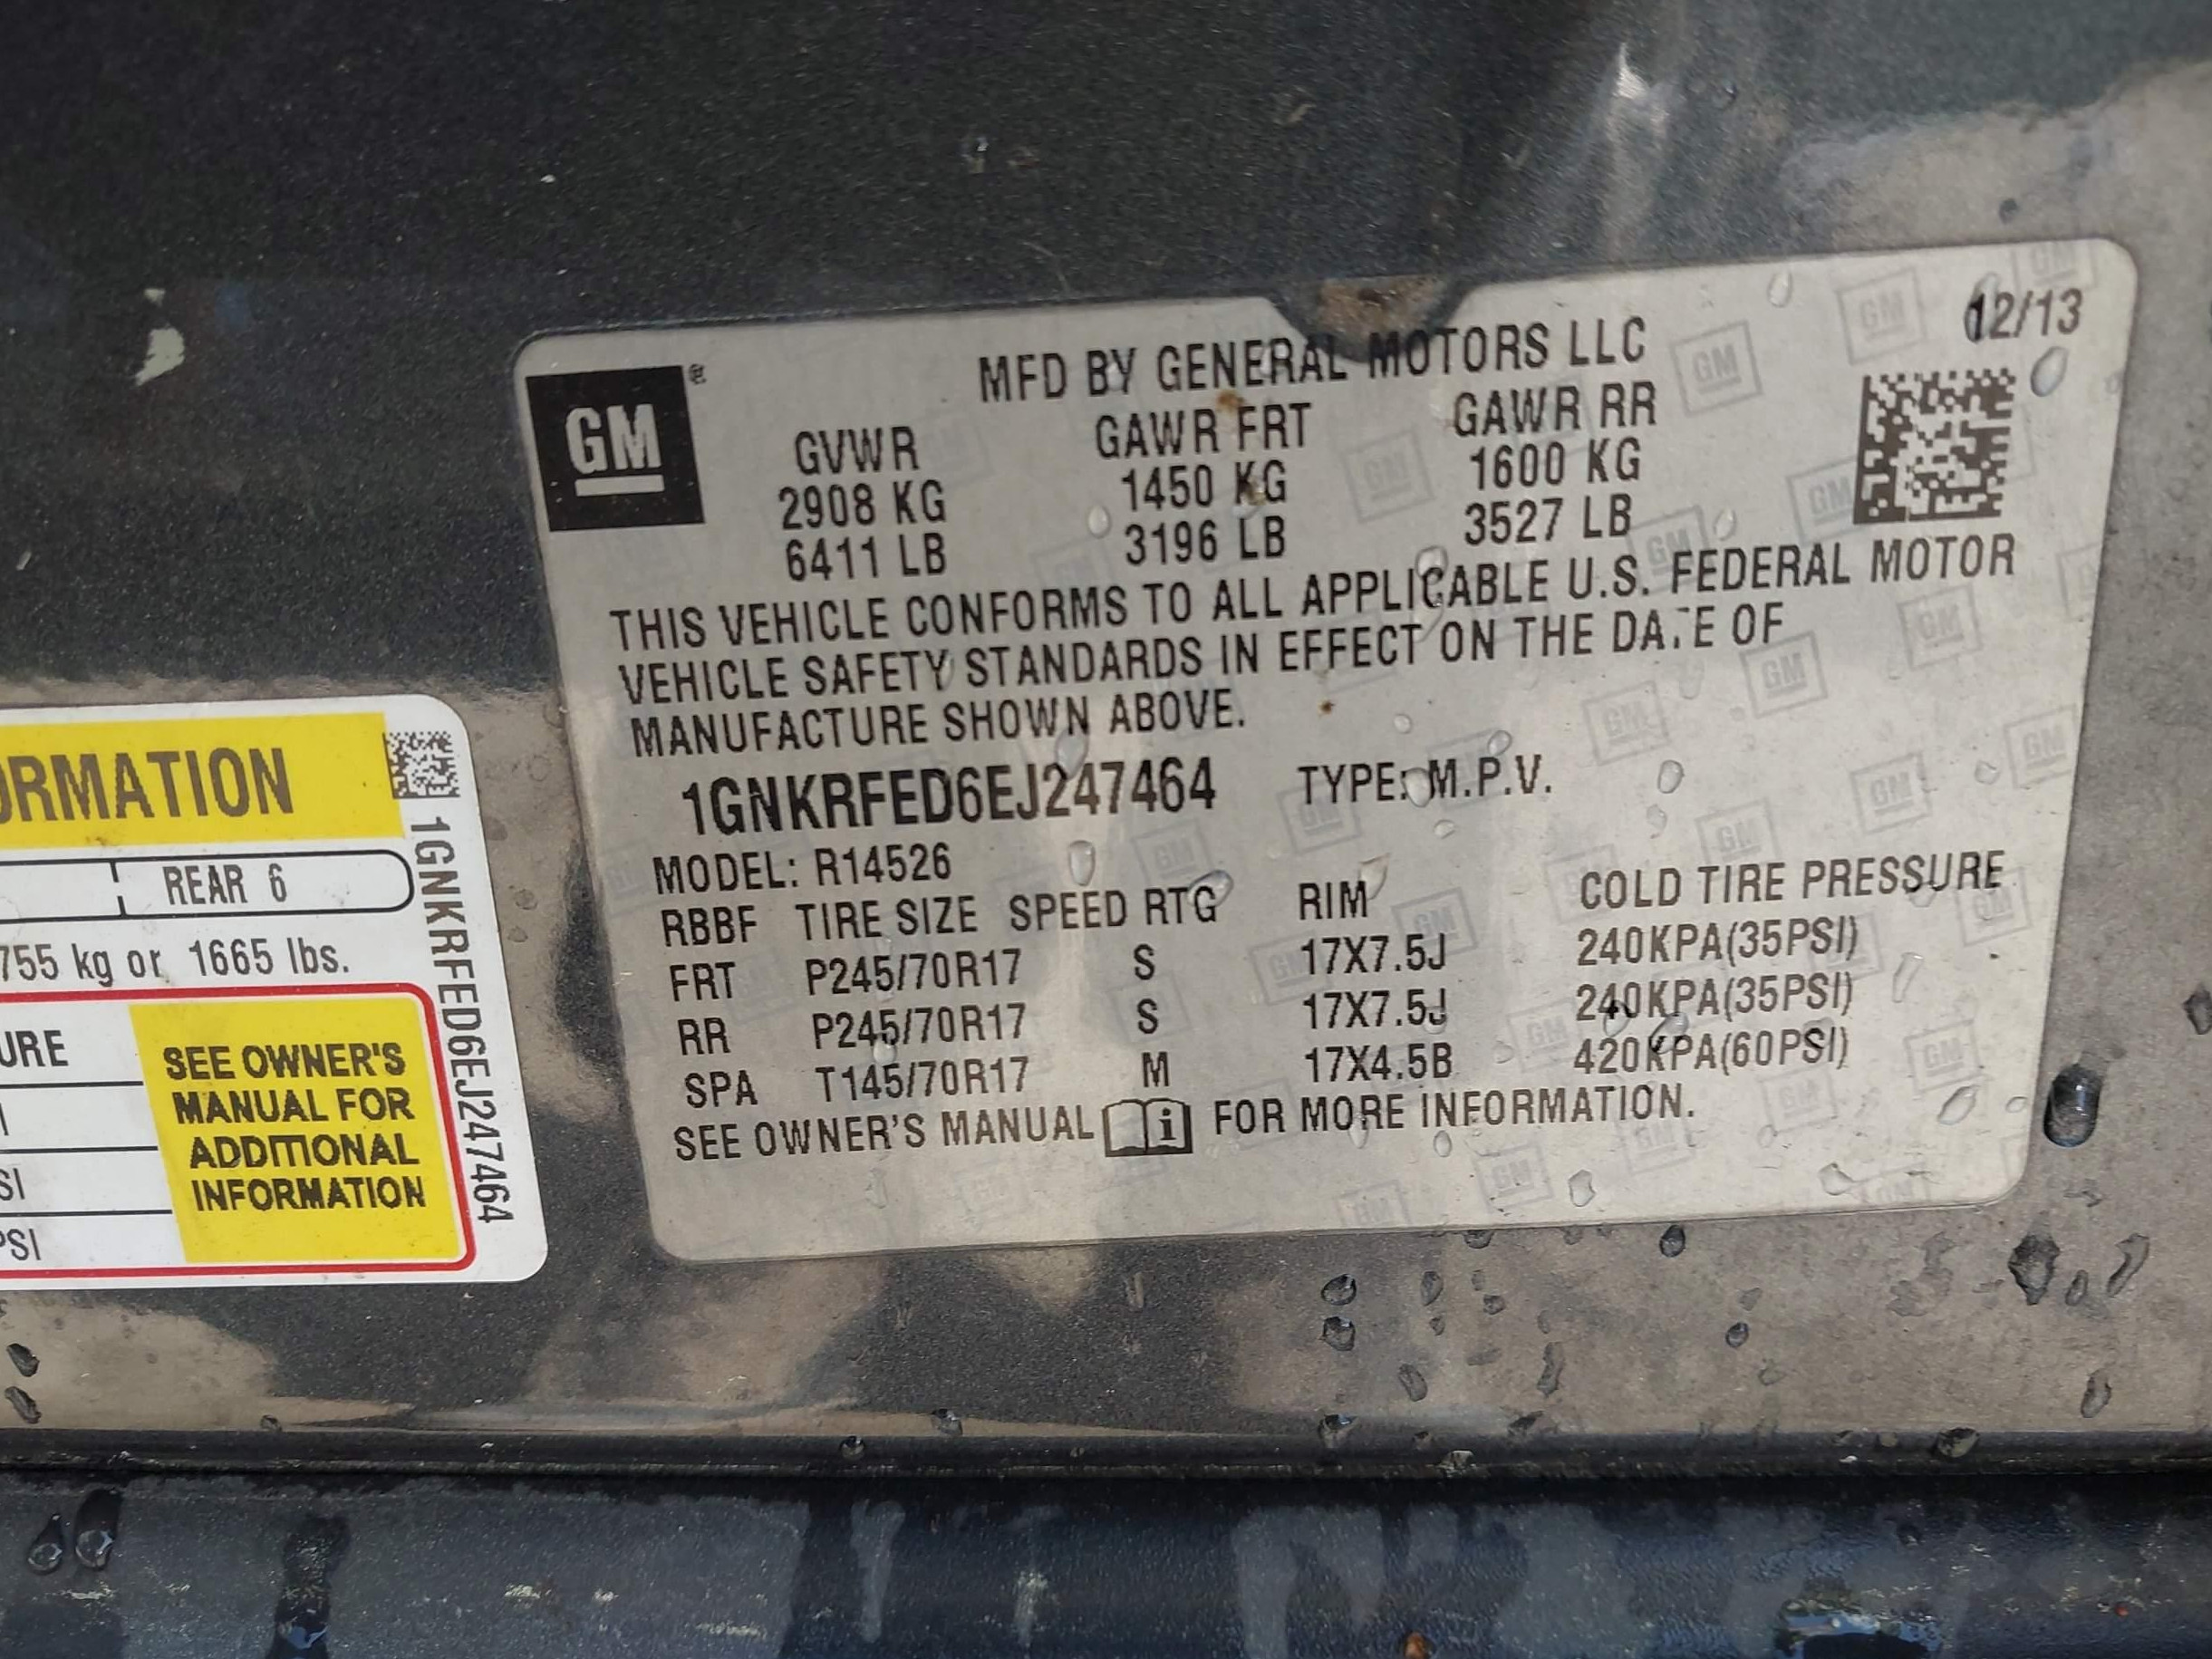 GM
MFD BY GENERAL MOTORS LLC
12/13
GVWR GAWR FRT GAWR RR
2908 KG 1450 KG 1600 KG
6411 LB 3196 LB 3527 LB
THIS VEHICLE CONFORMS TO ALL APPLICABLE U.S. FEDERAL MOTOR
VEHICLE SAFETY STANDARDS IN EFFECT ON THE DATE OF
MANUFACTURE SHOWN ABOVE.
1GNKRFED6EJ247464 TYPE: M.P.V.
MODEL: R14526
RBBF TIRE SIZE SPEED RTG RIM COLD TIRE PRESSURE
FRT P245/70R17 S 17X7.5J 240KPA(35PSI)
RR P245/70R17 S 17X7.5J 240KPA(35PSI)
SPA T145/70R17 M 17X4.5B 420KPA(60PSI)
SEE OWNER'S MANUAL i FOR MORE INFORMATION.
ORMATION
REAR 6
755 kg or 1665 lbs.
URE
I
SI
PSI
SEE OWNER'S
MANUAL FOR
ADDITIONAL
INFORMATION
1GNKRFED6EJ247464